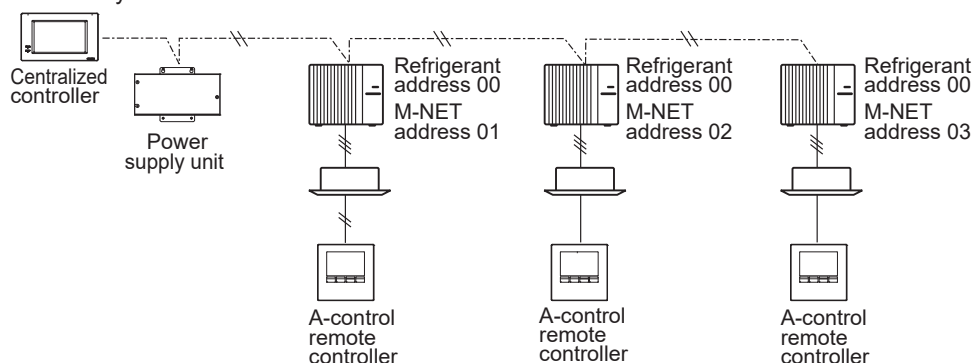 Centralized
controller
Power
supply unit
Refrigerant
address 00
M-NET
address 01
Refrigerant
address 00
M-NET
address 02
Refrigerant
address 00
M-NET
address 03
A-control
remote
controller
A-control
remote
controller
A-control
remote
controller